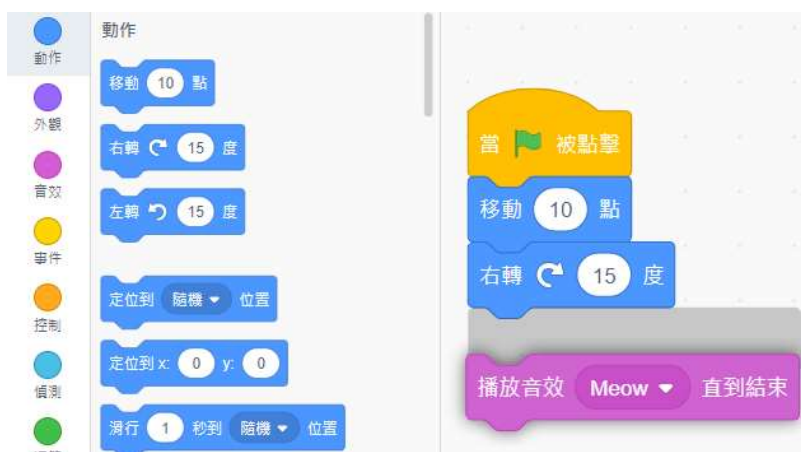 動作
外觀
音效
事件
控制
偵測
動作
移動 10 點
右轉 15 度
左轉 15 度
定位到 隨機 位置
定位到 x: 0 y: 0
滑行 1 秒到 隨機 位置
當 被點擊
移動 10 點
右轉 15 度
播放音效 Meow 直到結束